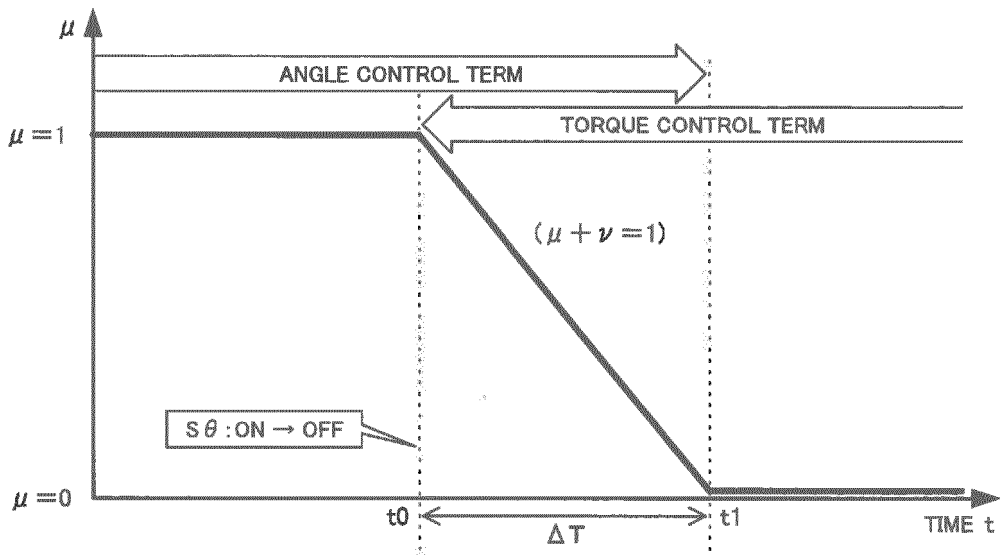 μ
ANGLE CONTROL TERM
TORQUE CONTROL TERM
μ=1
(μ+ν=1)
Sθ:ON → OFF
μ=0
t0
t1
TIME t
ΔT